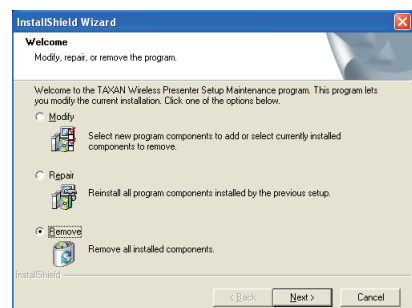 InstallShield Wizard
Welcome
Modify, repair, or remove the program.
Welcome to the TAXAN Wireless Presenter Setup Maintenance program. This program lets
you modify the current installation. Click one of the options below.
Modify
Select new program components to add or select currently installed
components to remove.
Repair
Reinstall all program components installed by the previous setup.
Remove
Remove all installed components.
InstallShield
< Back Next > Cancel